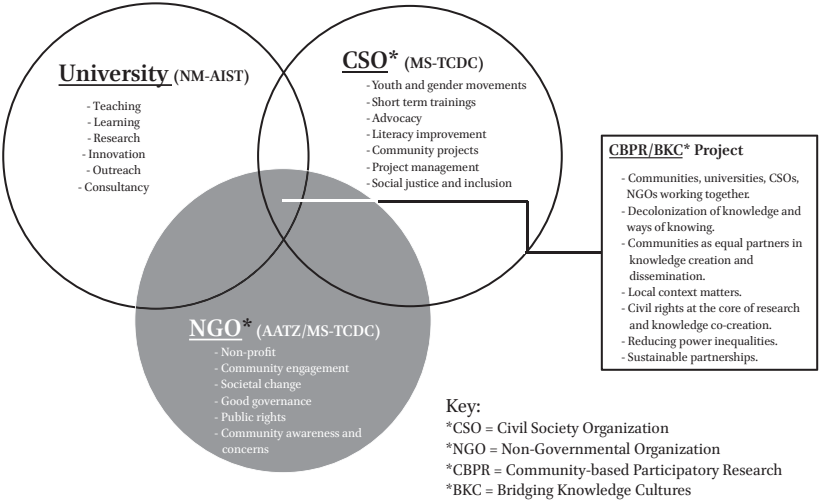 University (NM-AIST)
- Teaching
- Learning
- Research
- Innovation
- Outreach
- Consultancy
CSO* (MS-TCDC)
- Youth and gender movements
- Short term trainings
- Advocacy
- Literacy improvement
- Community projects
- Project management
- Social justice and inclusion
CBPR/BKC* Project
- Communities, universities, CSOs,
NGOs working together.
- Decolonization of knowledge and
ways of knowing.
- Communities as equal partners in
knowledge creation and
dissemination.
- Local context matters.
- Civil rights at the core of research
and knowledge co-creation.
- Reducing power inequalities.
- Sustainable partnerships.
NGO* (AATZ/MS-TCDC)
- Non-profit
- Community engagement
- Societal change
- Good governance
- Public rights
- Community awareness and
concerns
Key:
*CSO = Civil Society Organization
*NGO = Non-Governmental Organization
*CBPR = Community-based Participatory Research
*BKC = Bridging Knowledge Cultures